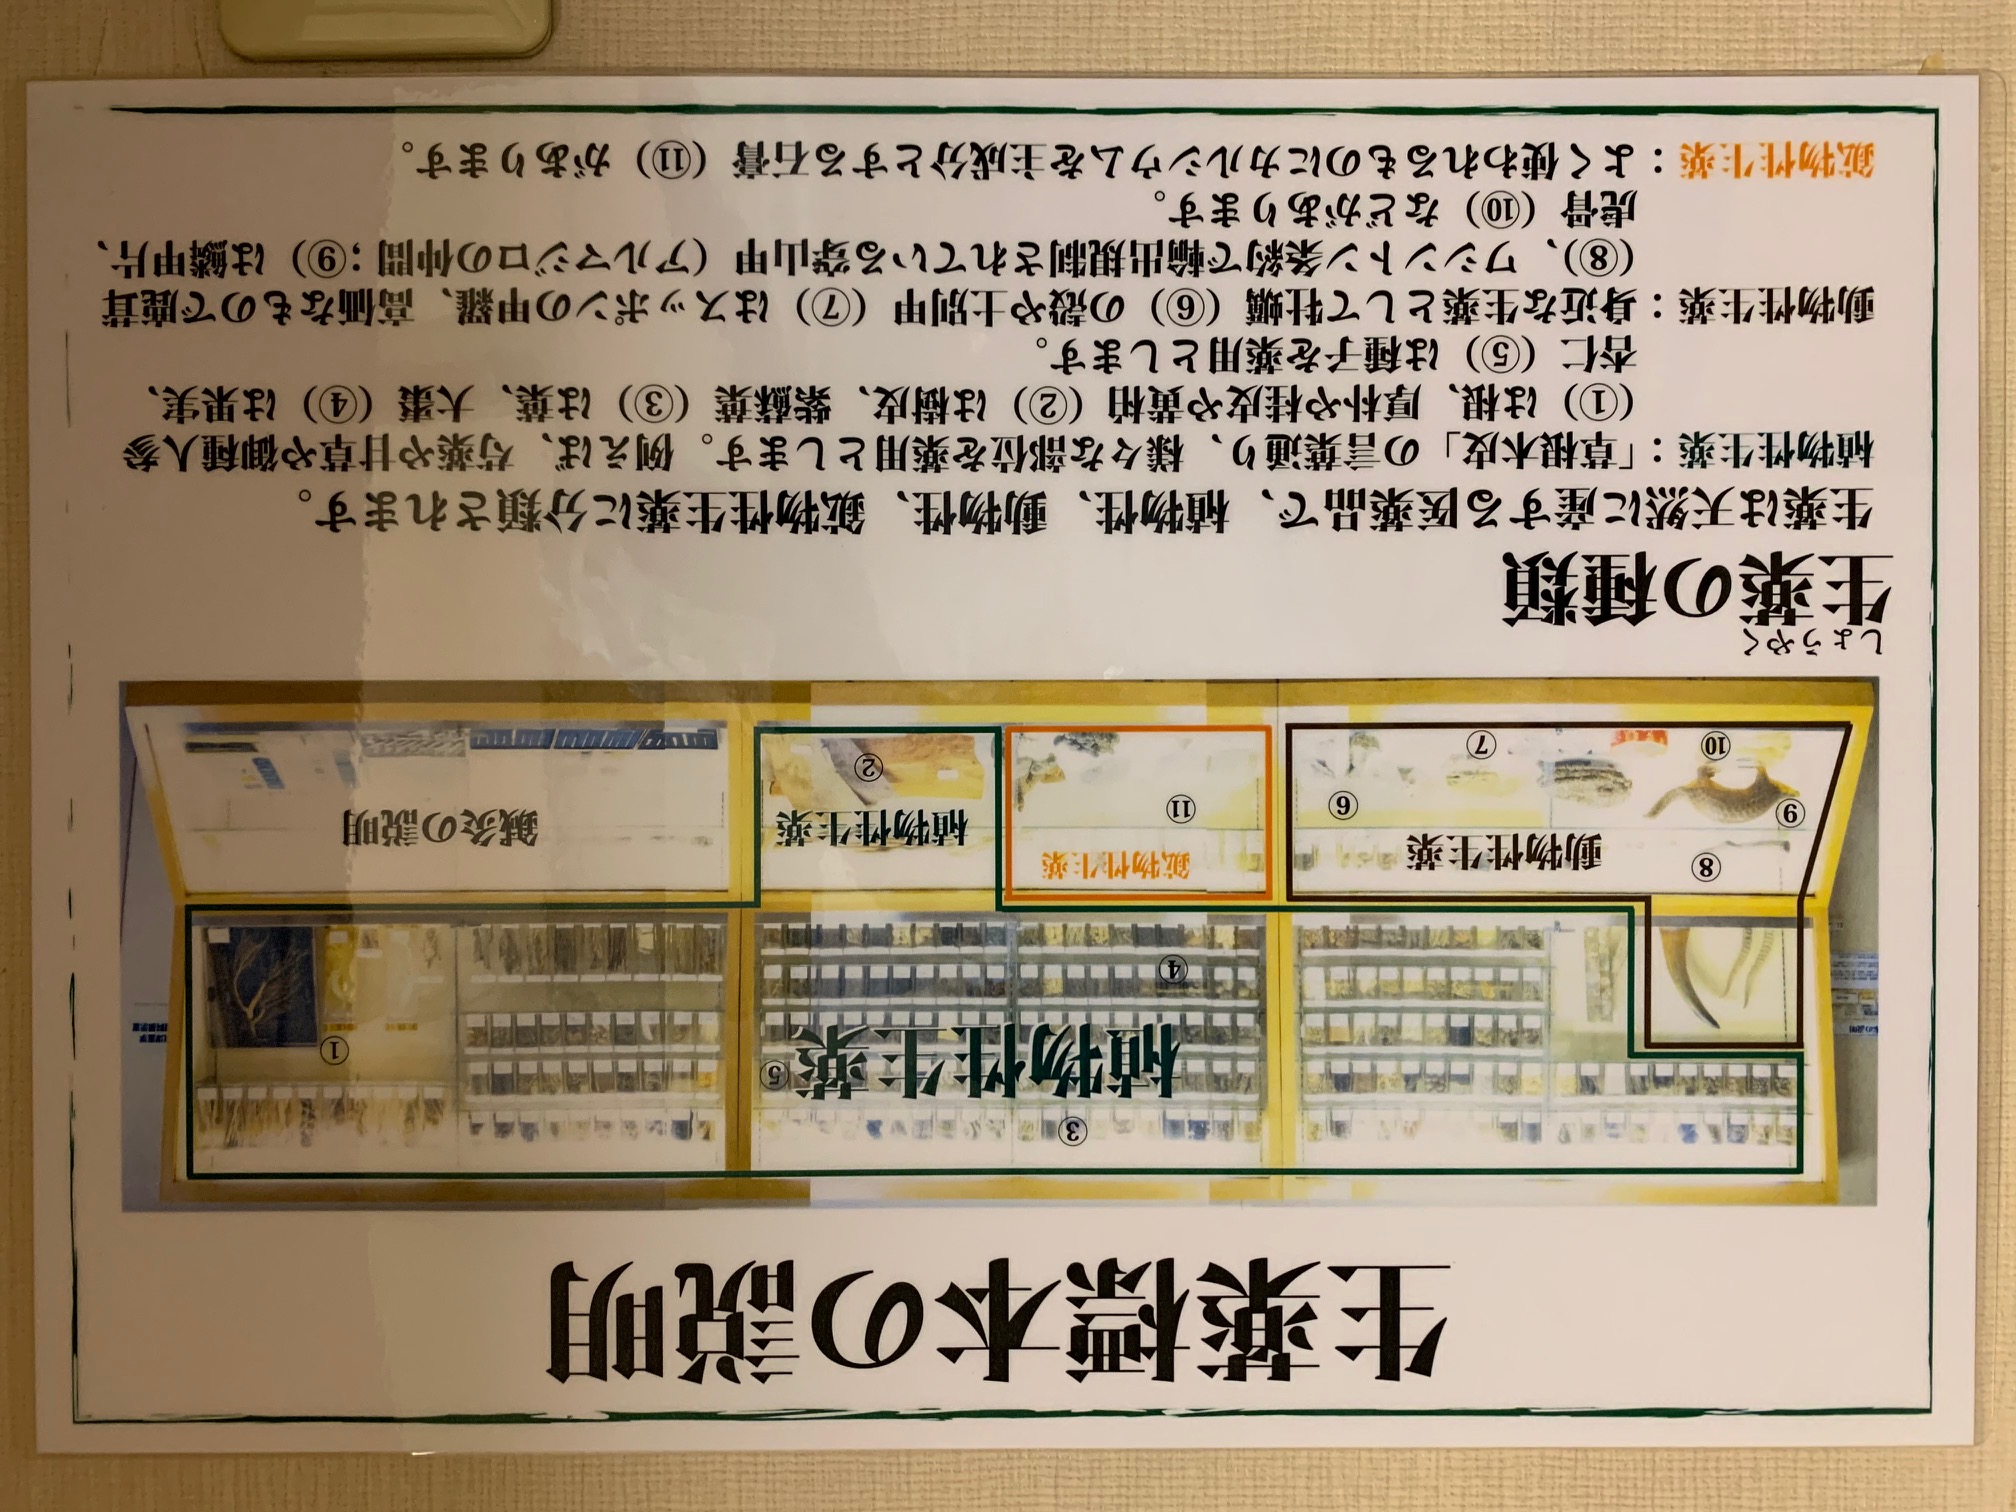 生薬標本の説明
③
植物性生薬
⑤
①
④
⑧
動物性生薬
⑨
⑥
⑩
⑦
鉱物性生薬
⑪
植物性生薬
②
鍼灸の説明
しょうやく
生薬の種類
生薬は天然に産する医薬品で、植物性、動物性、鉱物性生薬に分類されます。
植物性生薬：「草根木皮」の言葉通り、様々な部位を薬用とします。例えば、芍薬や甘草や御種人参
（①）は根、厚朴や桂皮や黄柏（②）は樹皮、紫蘇葉（③）は葉、大棗（④）は果実、
杏仁（⑤）は種子を薬用とします。
動物性生薬：身近な生薬として牡蠣（⑥）の殻や土別甲（⑦）はスッポンの甲羅、高価なもので鹿茸
（⑧）、ワシントン条約で輸出規制されている穿山甲（アルマジロの仲間；⑨）は鱗甲片、
虎骨（⑩）などがあります。
鉱物性生薬：よく使われるものにカルシウムを主成分とする石膏（⑪）があります。